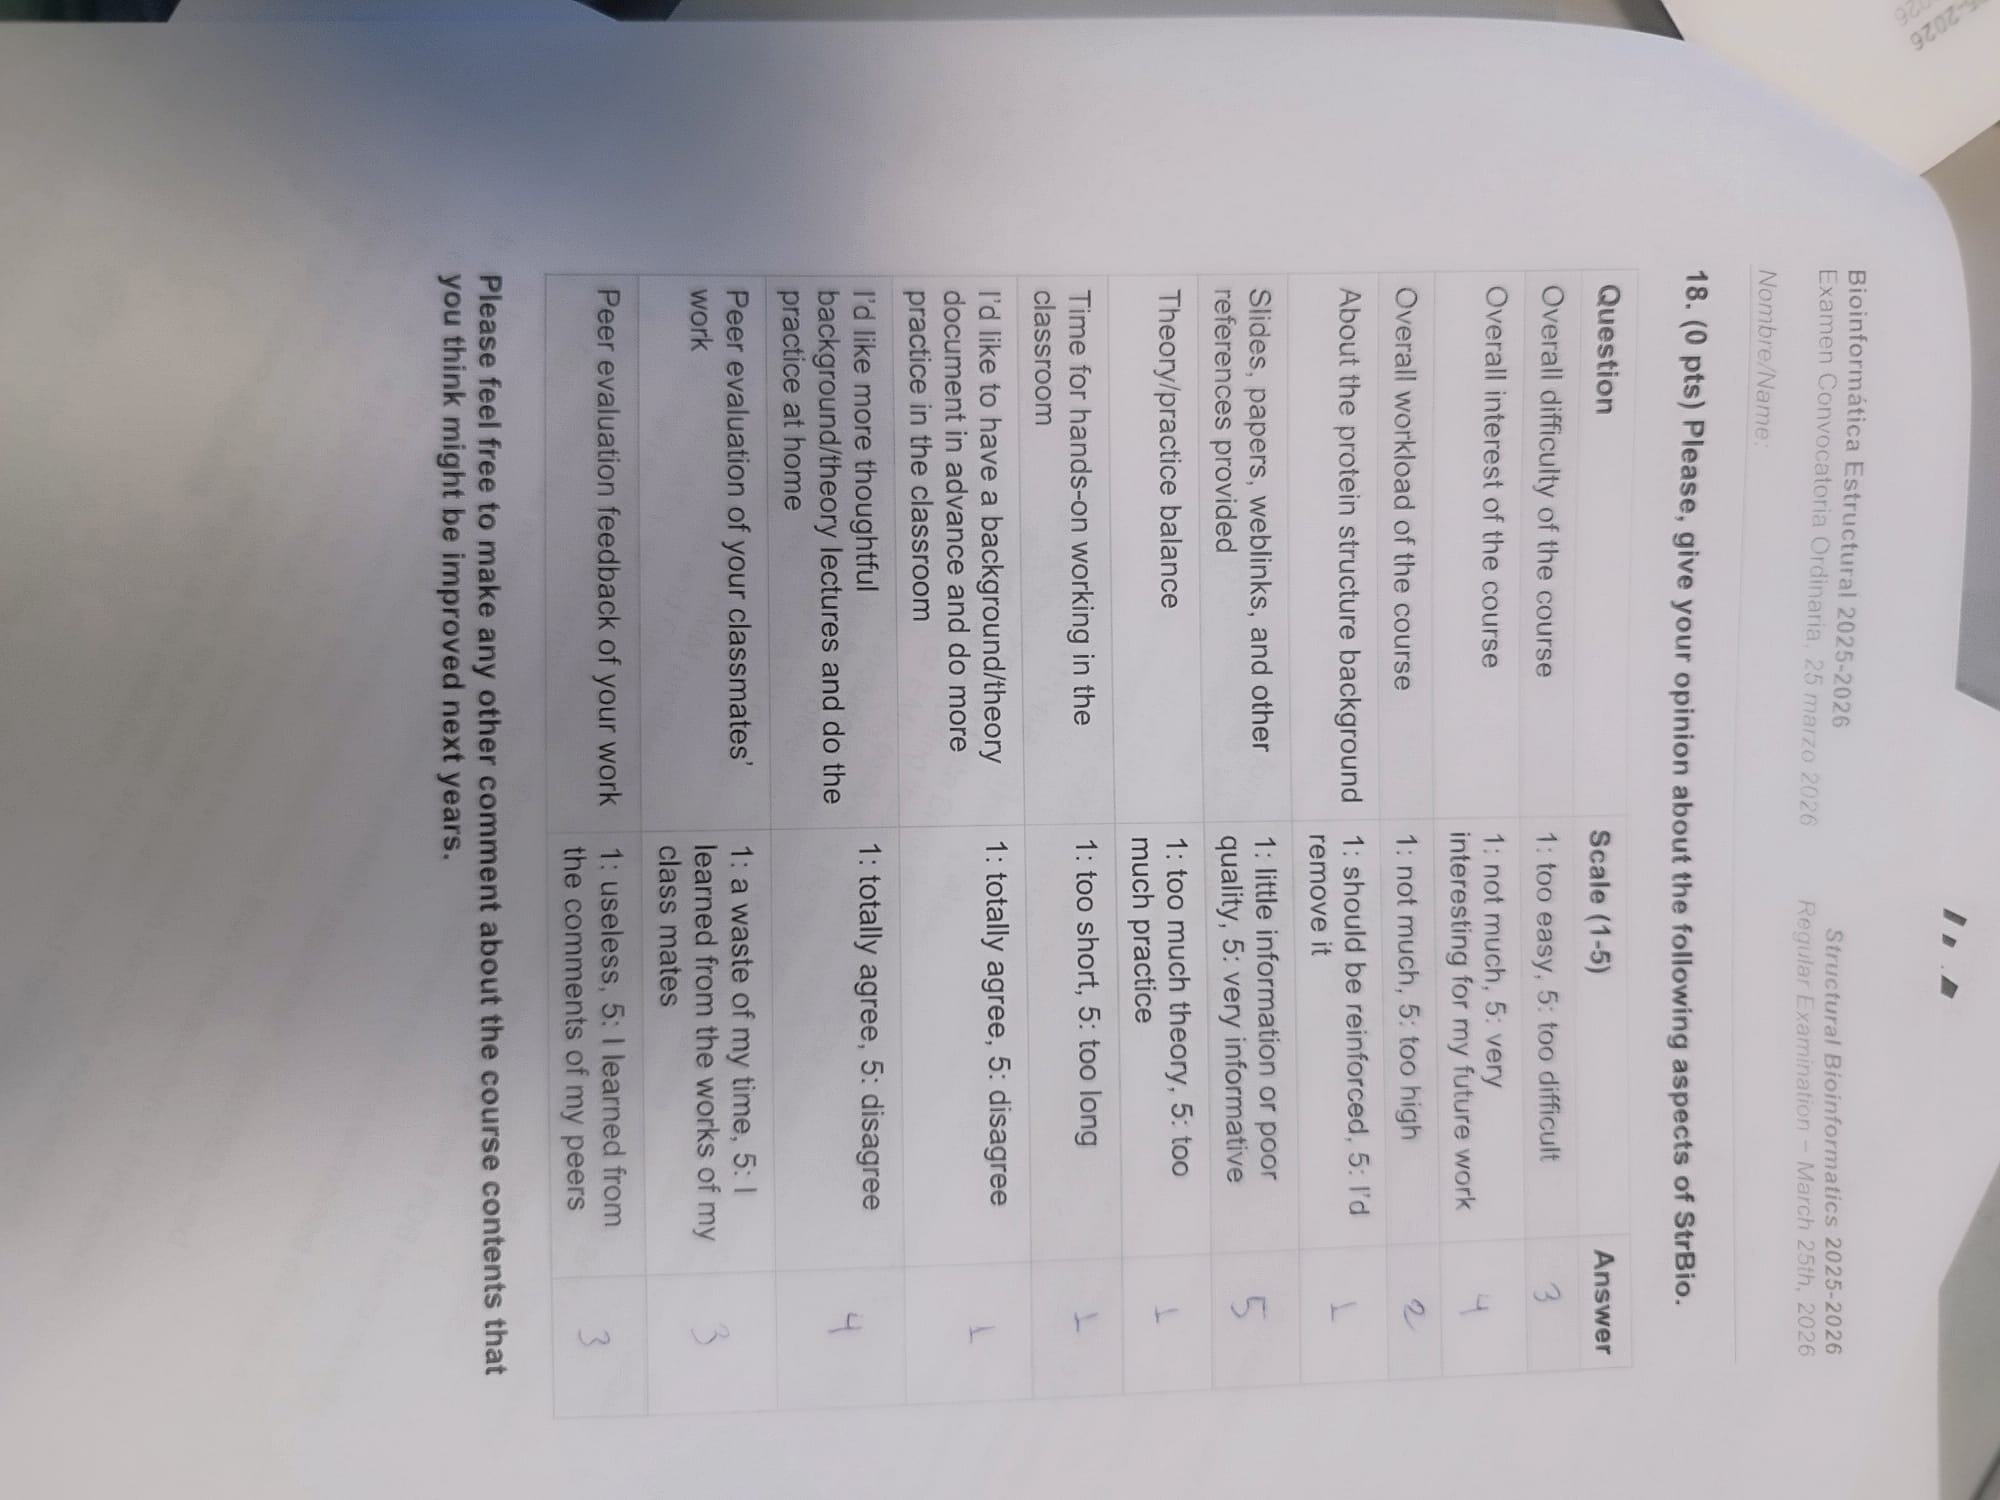 Bioinformática Estructural 2025-2026 Structural Bioinformatics 2025-2026
Examen Convocatoria Ordinaria, 25 marzo 2026 Regular Examination – March 25th, 2026
Nombre/Name:
18. (0 pts) Please, give your opinion about the following aspects of StrBio.
Question Scale (1-5) Answer
Overall difficulty of the course 1: too easy, 5: too difficult 3
Overall interest of the course 1: not much, 5: very
interesting for my future work 4
Overall workload of the course 1: not much, 5: too high 2
About the protein structure background 1: should be reinforced, 5: I'd
remove it 1
Slides, papers, weblinks, and other
references provided
1: little information or poor
quality, 5: very informative
5
Theory/practice balance 1: too much theory, 5: too
much practice 1
Time for hands-on working in the
classroom
1: too short, 5: too long
1
I'd like to have a background/theory
document in advance and do more
practice in the classroom
1: totally agree, 5: disagree
1
I'd like more thoughtful
background/theory lectures and do the
practice at home
1: totally agree, 5: disagree
4
Peer evaluation of your classmates'
work
1: a waste of my time, 5: I
learned from the works of my
class mates
3
Peer evaluation feedback of your work 1: useless, 5: I learned from
the comments of my peers 3
Please feel free to make any other comment about the course contents that
you think might be improved next years.
2026